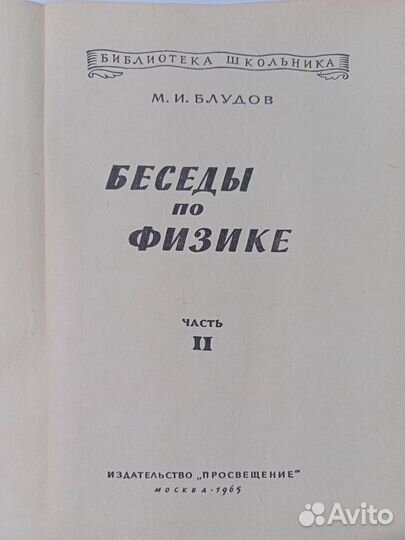 БИБЛИОТЕКА ШКОЛЬНИКА
М. И. БЛУДОВ
БЕСЕДЫ
ПО
ФИЗИКЕ
ЧАСТЬ
II
ИЗДАТЕЛЬСТВО „ПРОСВЕЩЕНИЕ"
МОСКВА - 1965
Avito